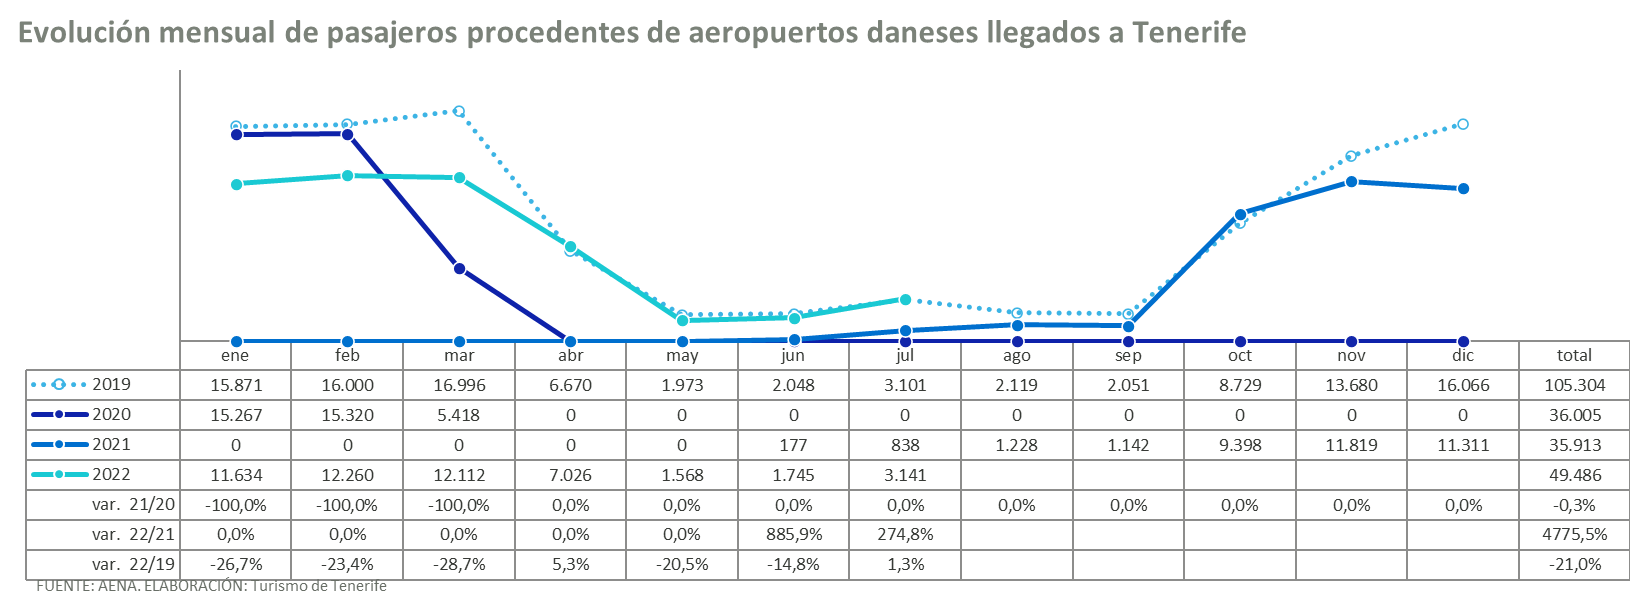 Evolución mensual de pasajeros procedentes de aeropuertos daneses llegados a Tenerife
ene feb mar abr may jun jul ago sep oct nov dic total
2019 15.871 16.000 16.996 6.670 1.973 2.048 3.101 2.119 2.051 8.729 13.680 16.066 105.304
2020 15.267 15.320 5.418 0 0 0 0 0 0 0 0 0 36.005
2021 0 0 0 0 0 177 838 1.228 1.142 9.398 11.819 11.311 35.913
2022 11.634 12.260 12.112 7.026 1.568 1.745 3.141 49.486
var. 21/20 -100,0% -100,0% -100,0% 0,0% 0,0% 0,0% 0,0% 0,0% 0,0% 0,0% 0,0% 0,0% -0,3%
var. 22/21 0,0% 0,0% 0,0% 0,0% 0,0% 885,9% 274,8% 4775,5%
var. 22/19 -26,7% -23,4% -28,7% 5,3% -20,5% -14,8% 1,3% -21,0%
FUENTE: AENA. ELABORACIÓN: Turismo de Tenerife